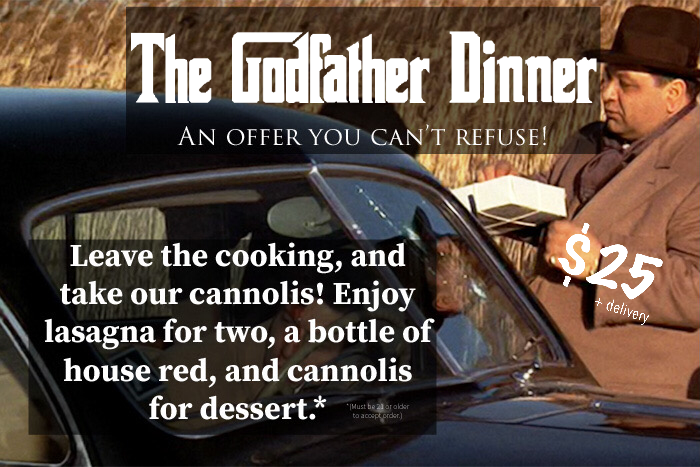 The Godfather Dinner
AN OFFER YOU CAN'T REFUSE!
Leave the cooking, and
take our cannolis! Enjoy
lasagna for two, a bottle of
house red, and cannolis
for dessert.*
*(Must be 21 or older
to accept order.)
$25
+ delivery